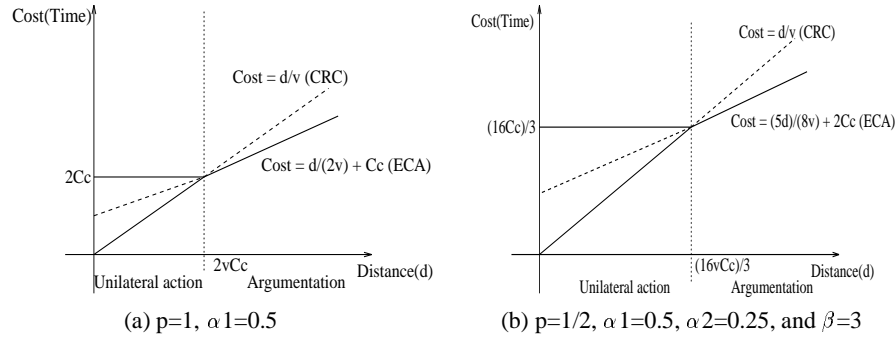 Cost(Time)
Cost = d/v (CRC)
2Cc
Cost = d/(2v) + Cc (ECA)
2vCc
Distance(d)
Unilateral action
Argumentation
(a) p=1, α1=0.5
Cost(Time)
Cost = d/v (CRC)
(16Cc)/3
Cost = (5d)/(8v) + 2Cc (ECA)
(16vCc)/3
Distance(d)
Unilateral action
Argumentation
(b) p=1/2, α1=0.5, α2=0.25, and β=3